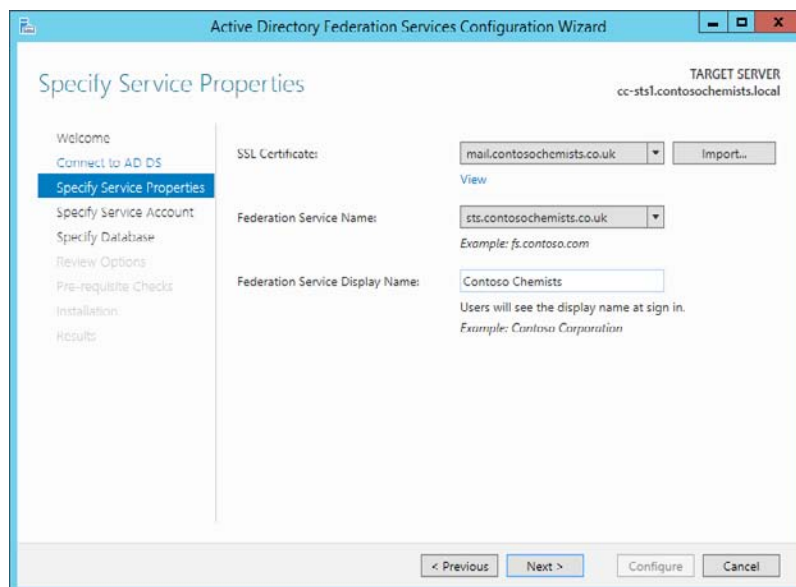 Active Directory Federation Services Configuration Wizard
Specify Service Properties
TARGET SERVER
cc-sts1.contosochemists.local
Welcome
Connect to AD DS
Specify Service Properties
Specify Service Account
Specify Database
Review Options
Pre-requisite Checks
Installation
Results
SSL Certificate:
mail.contosochemists.co.uk
Import...
View
Federation Service Name:
sts.contosochemists.co.uk
Example: fs.contoso.com
Federation Service Display Name:
Contoso Chemists
Users will see the display name at sign in.
Example: Contoso Corporation
< Previous
Next >
Configure
Cancel